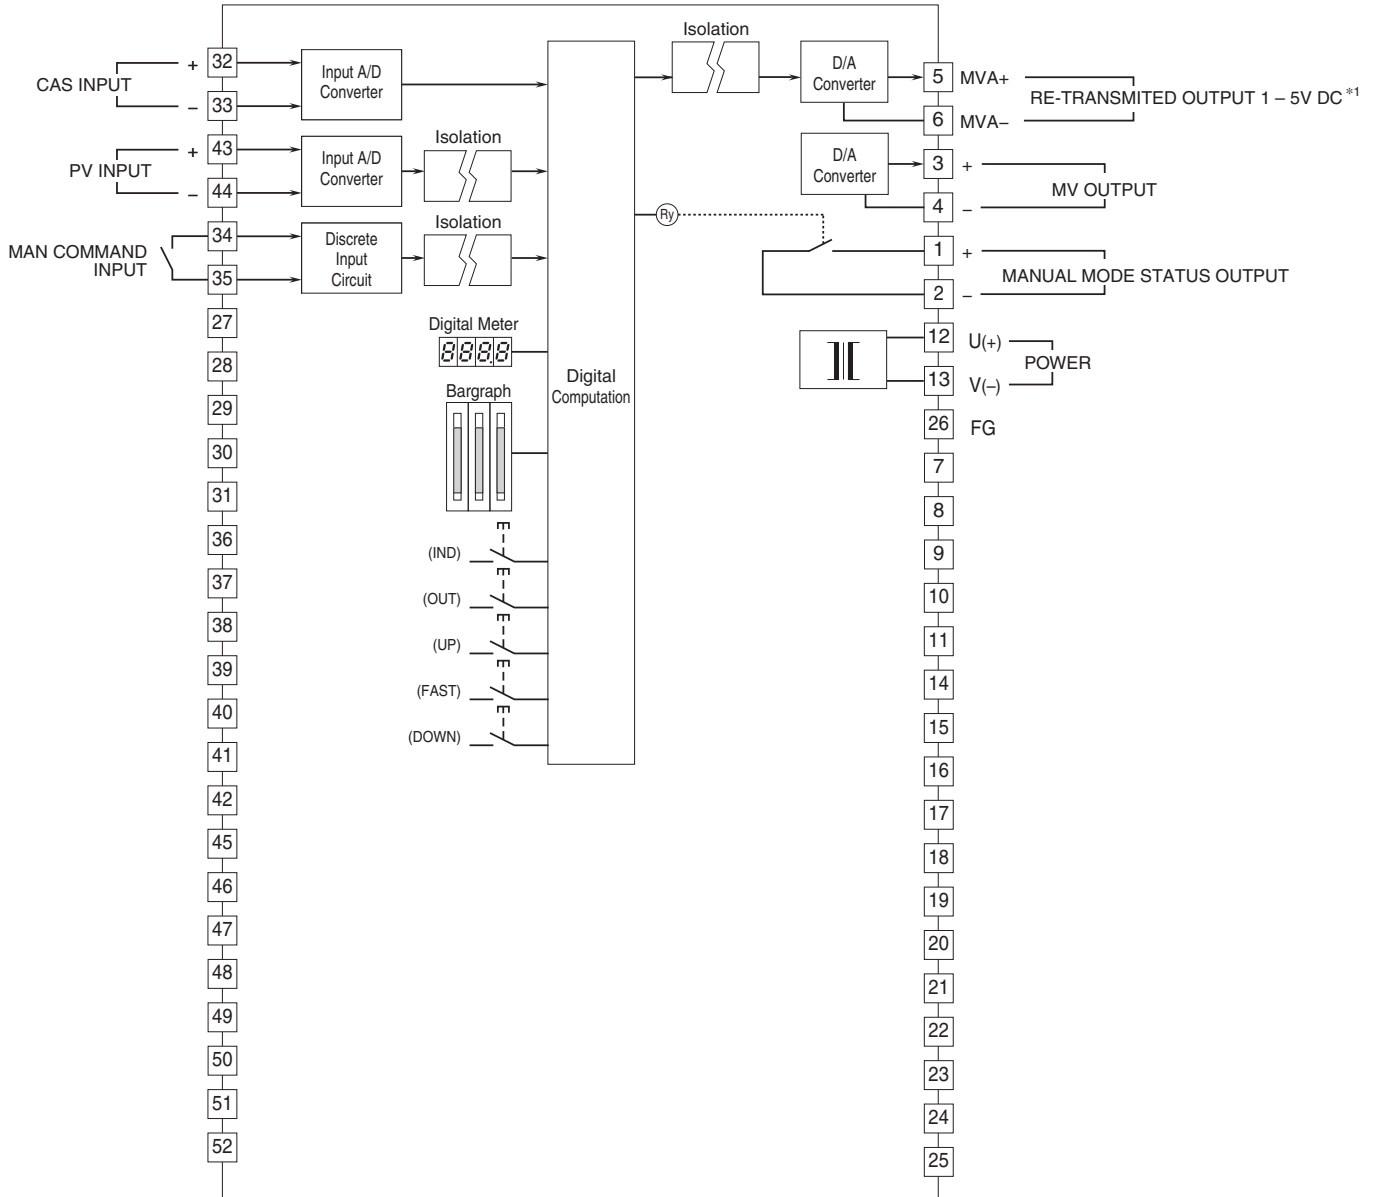 CAS INPUT
+ 32
− 33
Input A/D
Converter
PV INPUT
+ 43
− 44
Input A/D
Converter
Isolation
MAN COMMAND
INPUT
34
35
Discrete
Input
Circuit
Isolation
27
28
29
30
31
36
37
38
39
40
41
42
45
46
47
48
49
50
51
52
Digital Meter
8888
Bargraph
(IND)
(OUT)
(UP)
(FAST)
(DOWN)
Digital
Computation
Isolation
D/A
Converter
5 MVA+
6 MVA−
RE-TRANSMITED OUTPUT 1 – 5V DC *1
D/A
Converter
3 +
4 −
MV OUTPUT
Ry
1 +
2 −
MANUAL MODE STATUS OUTPUT
12 U(+)
13 V(–)
POWER
26 FG
7
8
9
10
11
14
15
16
17
18
19
20
21
22
23
24
25